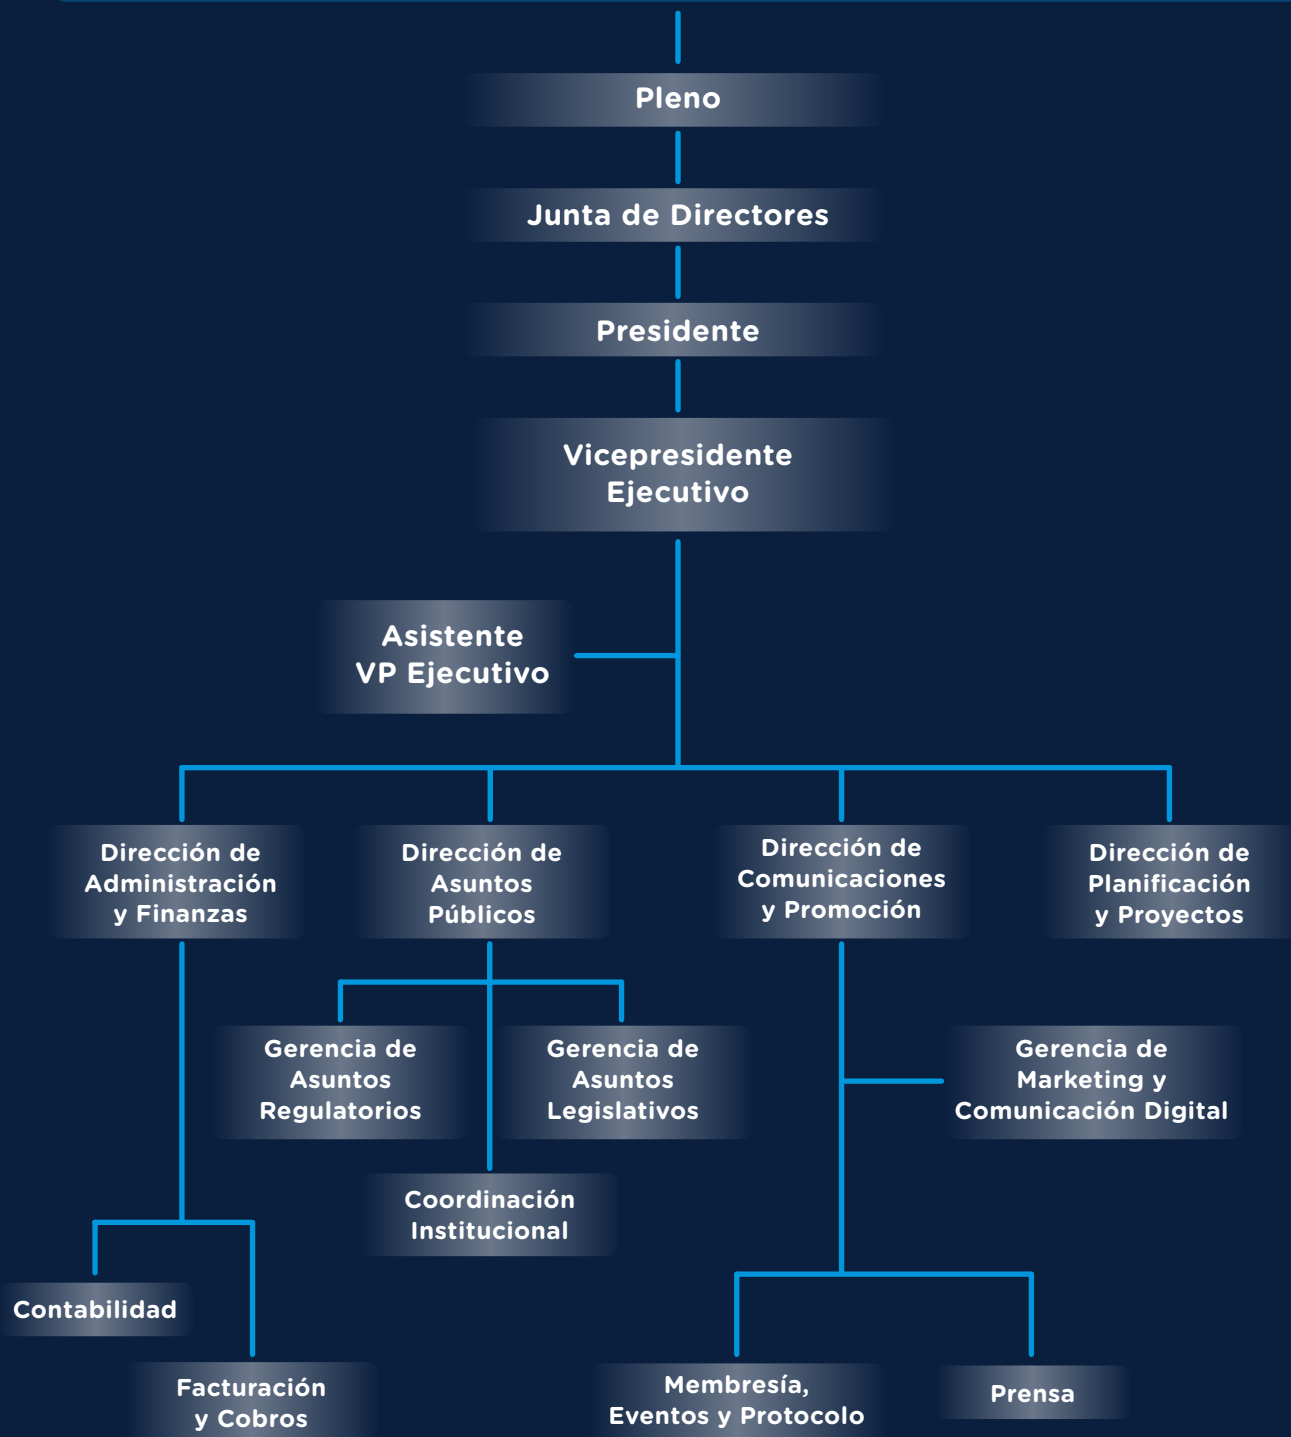 Pleno
Junta de Directores
Presidente
Vicepresidente
Ejecutivo
Asistente
VP Ejecutivo
Dirección de
Administración
y Finanzas
Dirección de
Asuntos
Públicos
Dirección de
Comunicaciones
y Promoción
Dirección de
Planificación
y Proyectos
Gerencia de
Asuntos
Regulatorios
Gerencia de
Asuntos
Legislativos
Gerencia de
Marketing y
Comunicación Digital
Coordinación
Institucional
Contabilidad
Facturación
y Cobros
Membresía,
Eventos y Protocolo
Prensa